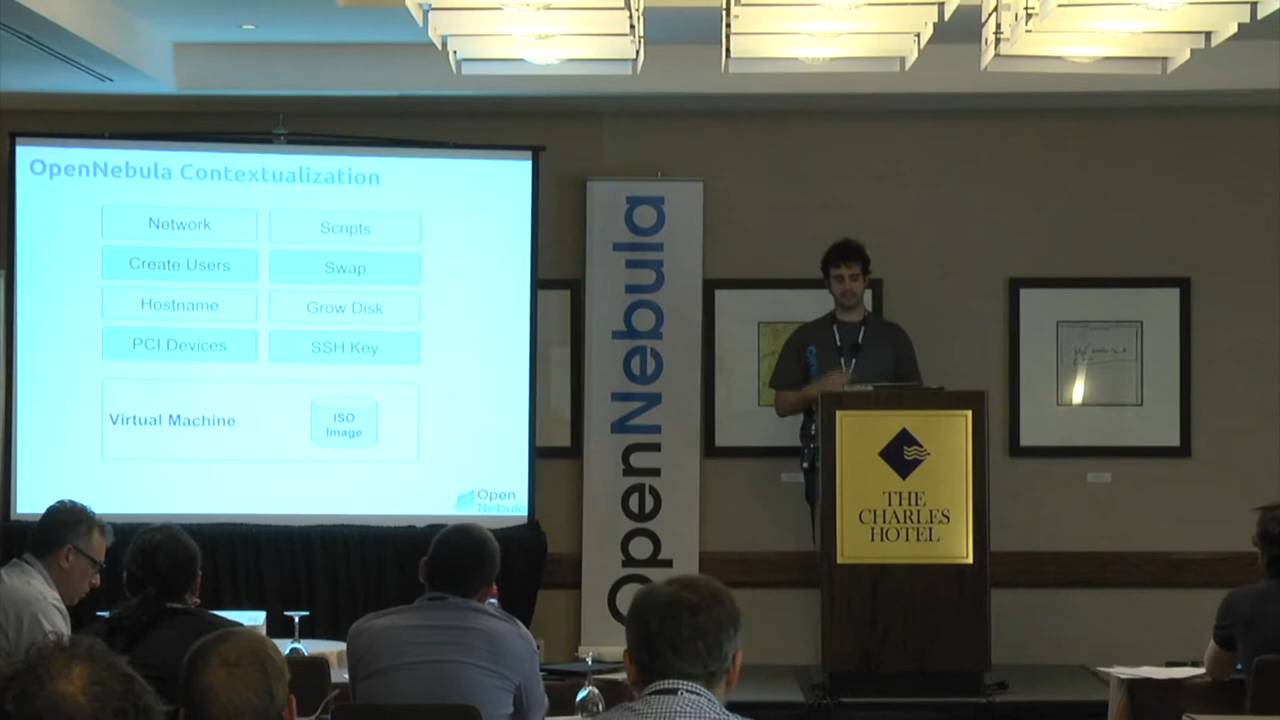 OpenNebula Contextualization
Network
Scripts
Create Users
Swap
Hostname
Grow Disk
PCI Devices
SSH Key
Virtual Machine
ISO
Image
Open
Nebula
OpenNebula
THE
CHARLES
HOTEL